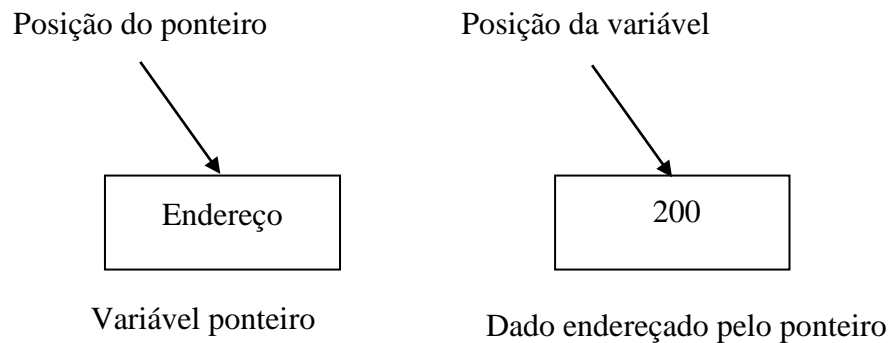 Posição do ponteiro
Posição da variável
Endereço
200
Variável ponteiro
Dado endereçado pelo ponteiro